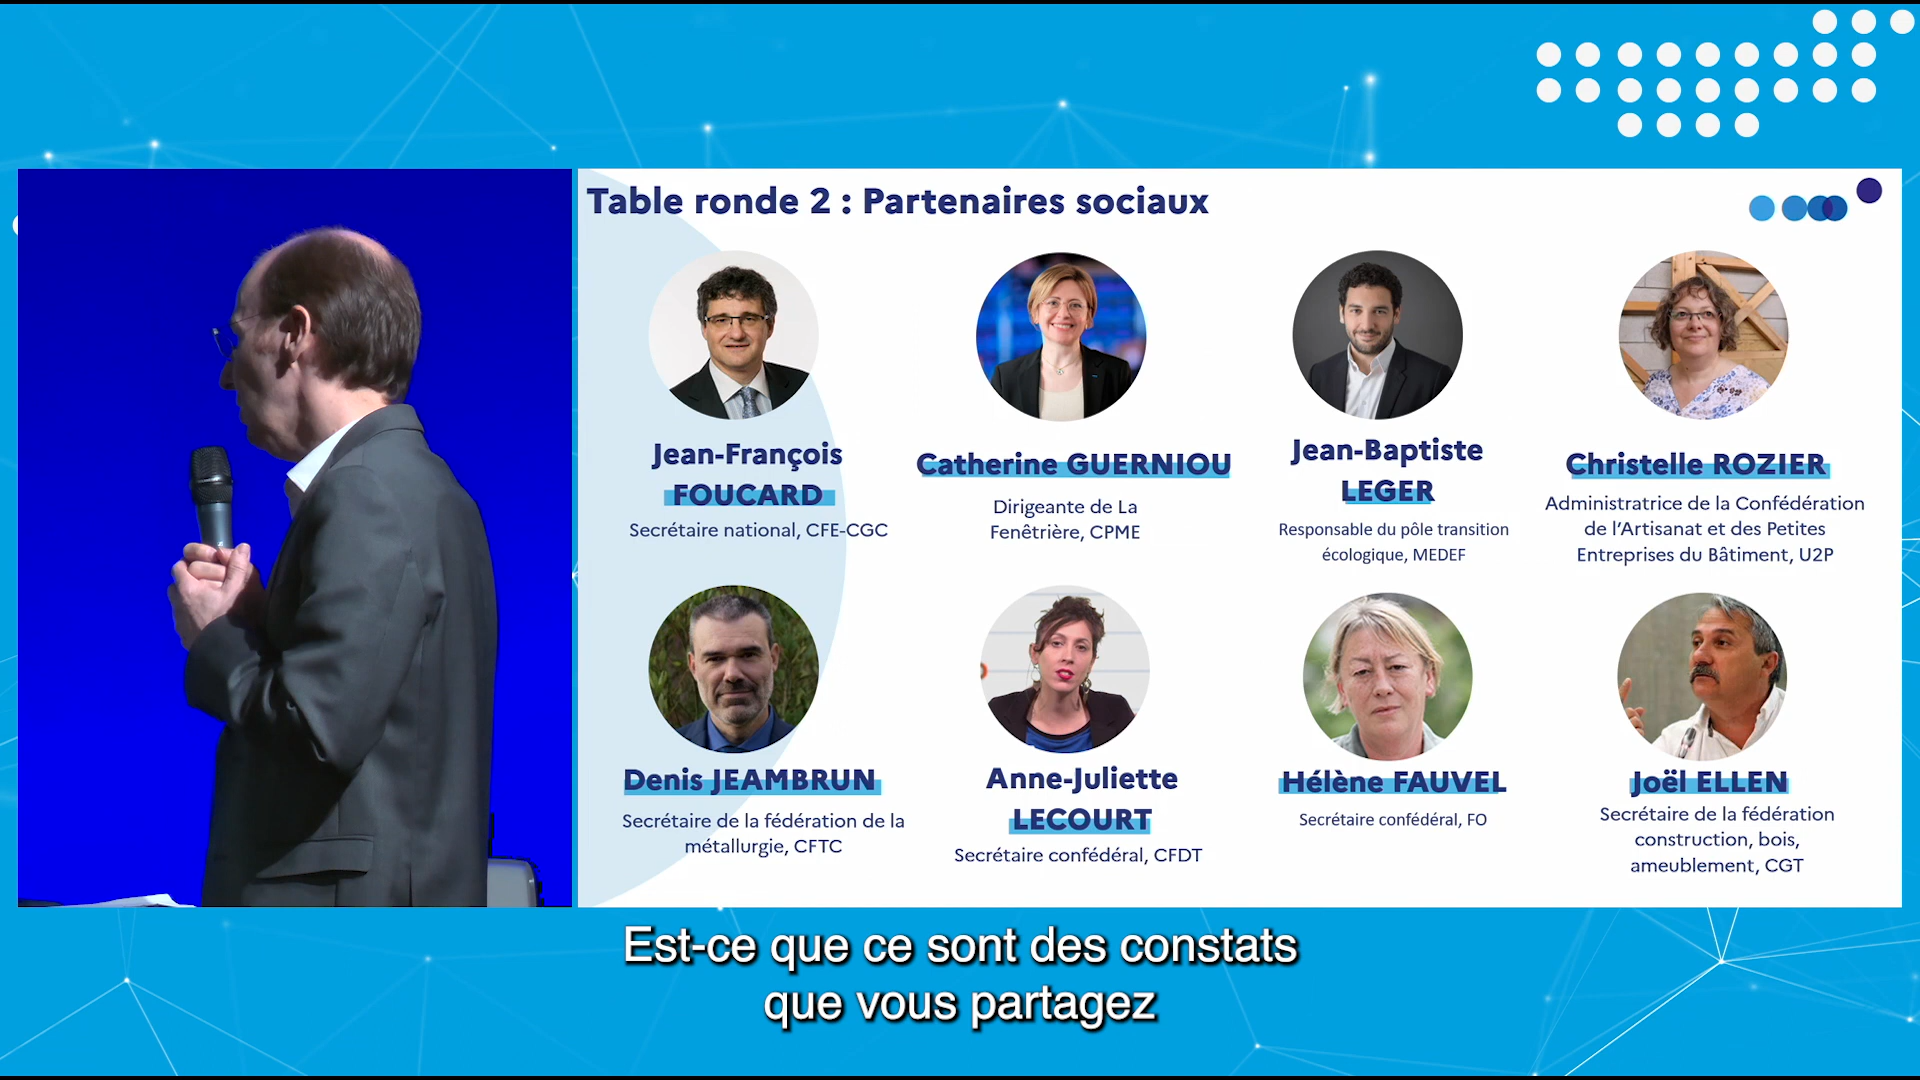 Table ronde 2 : Partenaires sociaux
Jean-François
FOUCARD
Secrétaire national, CFE-CGC
Catherine GUERNIOU
Dirigeante de La
Fenêtrière, CPME
Jean-Baptiste
LEGER
Responsable du pôle transition
écologique, MEDEF
Christelle ROZIER
Administratrice de la Confédération
de l'Artisanat et des Petites
Entreprises du Bâtiment, U2P
Denis JEAMBRUN
Secrétaire de la fédération de la
métallurgie, CFTC
Anne-Juliette
LECOURT
Secrétaire confédéral, CFDT
Hélène FAUVEL
Secrétaire confédéral, FO
Joël ELLEN
Secrétaire de la fédération
construction, bois,
ameublement, CGT
Est-ce que ce sont des constats
que vous partagez